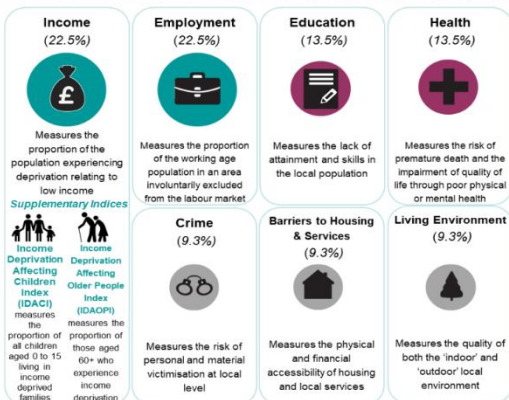 Income
(22.5%)
£
Measures the
proportion of the
population experiencing
deprivation relating to
low income
Supplementary Indices
Income
Deprivation
Affecting
Children
Index
(IDACI)
measures
the
proportion of
all children
aged 0 to 15
living in
income
deprived
families
Income
Deprivation
Affecting
Older People
Index
(IDAOPI)
measures the
proportion of
those aged
60+ who
experience
income
deprivation
Employment
(22.5%)
Measures the proportion
of the working age
population in an area
involuntarily excluded
from the labour market
Education
(13.5%)
Measures the lack of
attainment and skills in
the local population
Health
(13.5%)
Measures the risk of
premature death and the
impairment of quality of
life through poor physical
or mental health
Crime
(9.3%)
Measures the risk of
personal and material
victimisation at local
level
Barriers to Housing
& Services
(9.3%)
Measures the physical
and financial
accessibility of housing
and local services
Living Environment
(9.3%)
Measures the quality of
both the ‘indoor’ and
‘outdoor’ local
environment